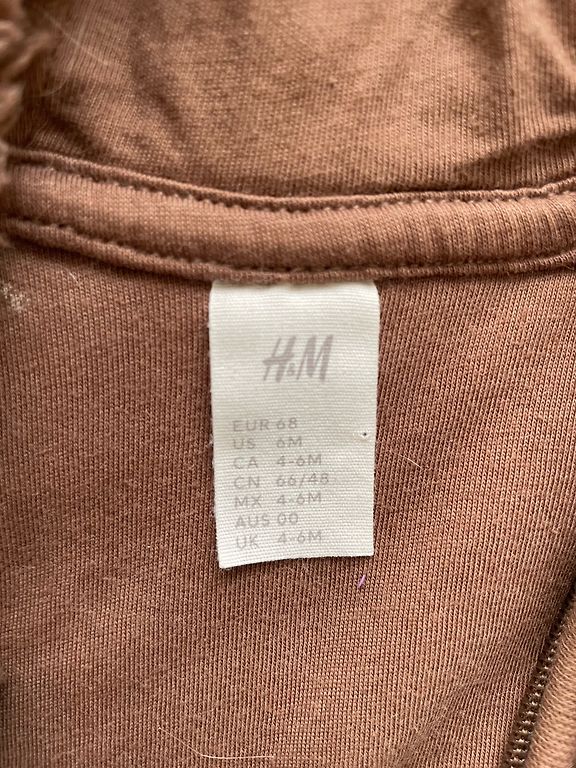 H&M
EUR 68
US 6M
CA 4-6M
CN 66/48
MX 4-6M
AUS 00
UK 4-6M